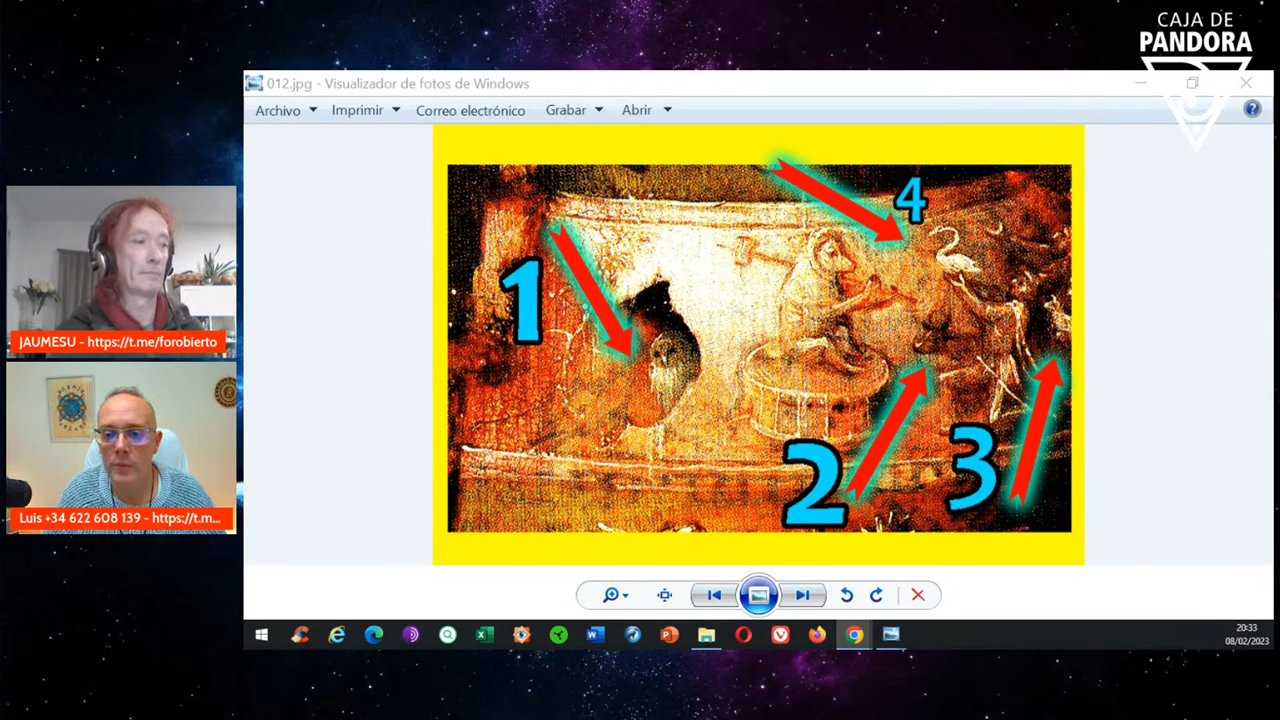 CAJA DE
PANDORA
012.jpg - Visualizador de fotos de Windows
Archivo Imprimir Correo electrónico Grabar Abrir
4
1
2
3
JAUMESU - https://t.me/forobierto
Luis +34 622 608 139 - https://t.m...
20:33
08/02/2023